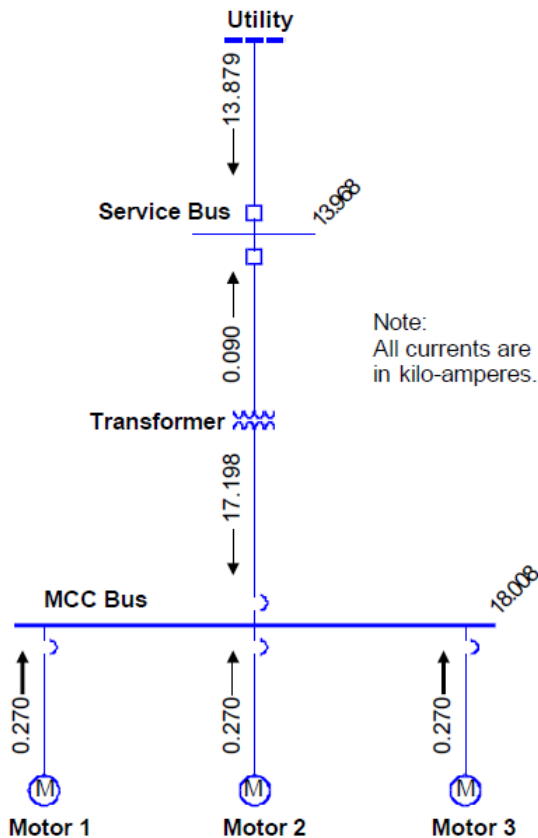 Utility
13.879
Service Bus
13.968
0.090
Note:
All currents are
in kilo-amperes.
Transformer
17.198
MCC Bus
18.008
0.270
0.270
0.270
M
M
M
Motor 1
Motor 2
Motor 3